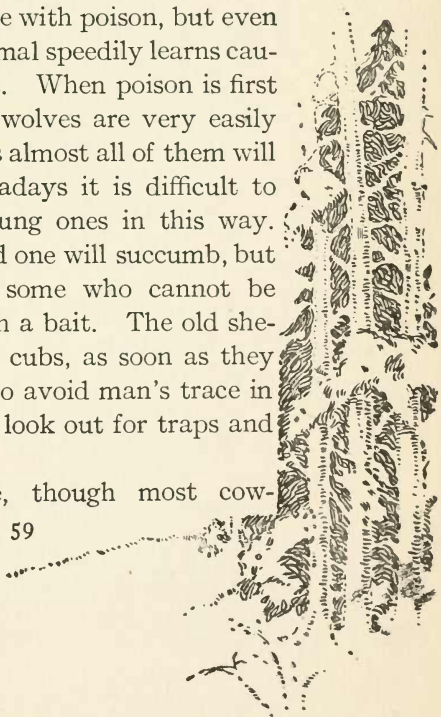 e with poison, but even
mal speedily learns cau-
. When poison is first
wolves are very easily
s almost all of them will
adays it is difficult to
ung ones in this way.
d one will succumb, but
some who cannot be
n a bait. The old she-
cubs, as soon as they
o avoid man's trace in
look out for traps and
e, though most cow-
59